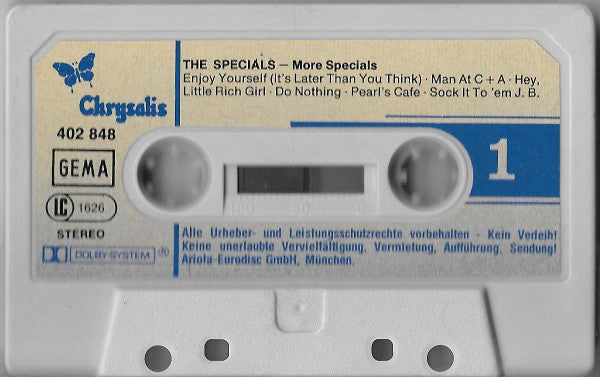 THE SPECIALS – More Specials
Enjoy Yourself (It's Later Than You Think) · Man At C + A · Hey,
Little Rich Girl · Do Nothing · Pearl's Cafe · Sock It To 'em J. B.
Chrysalis
402 848
GEMA
LC 1626
STEREO
DOLBY SYSTEM ®
1
Alle Urheber- und Leistungsschutzrechte vorbehalten - Kein Verleih!
Keine unerlaubte Vervielfältigung, Vermietung, Aufführung, Sendung!
Ariola-Eurodisc GmbH, München.